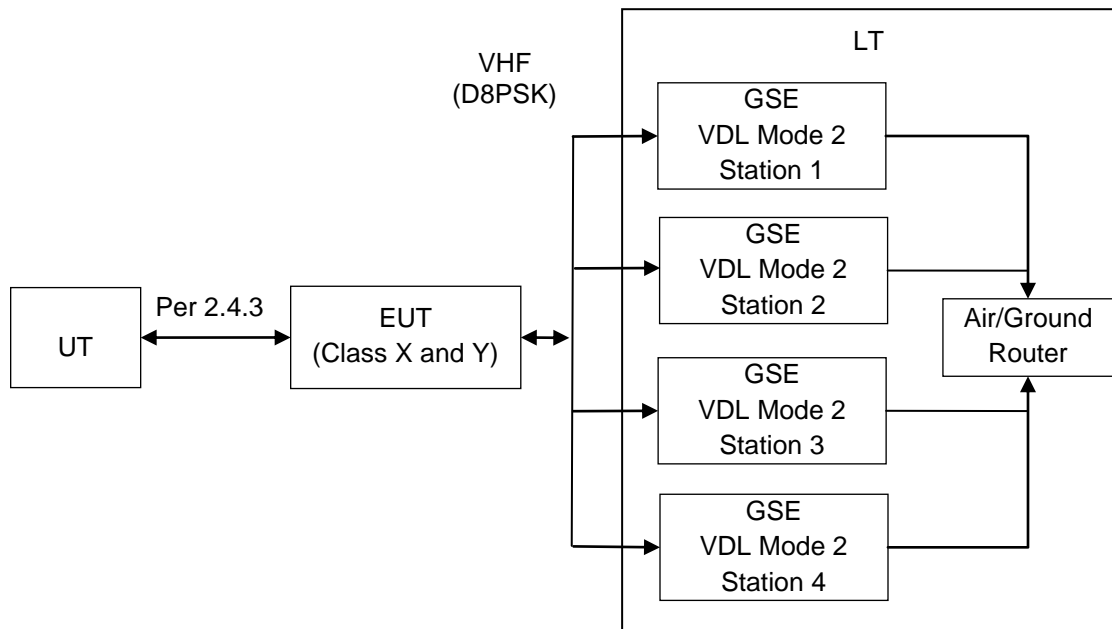 LT
VHF
(D8PSK)
GSE
VDL Mode 2
Station 1
GSE
VDL Mode 2
Station 2
UT
Per 2.4.3
EUT
(Class X and Y)
Air/Ground
Router
GSE
VDL Mode 2
Station 3
GSE
VDL Mode 2
Station 4